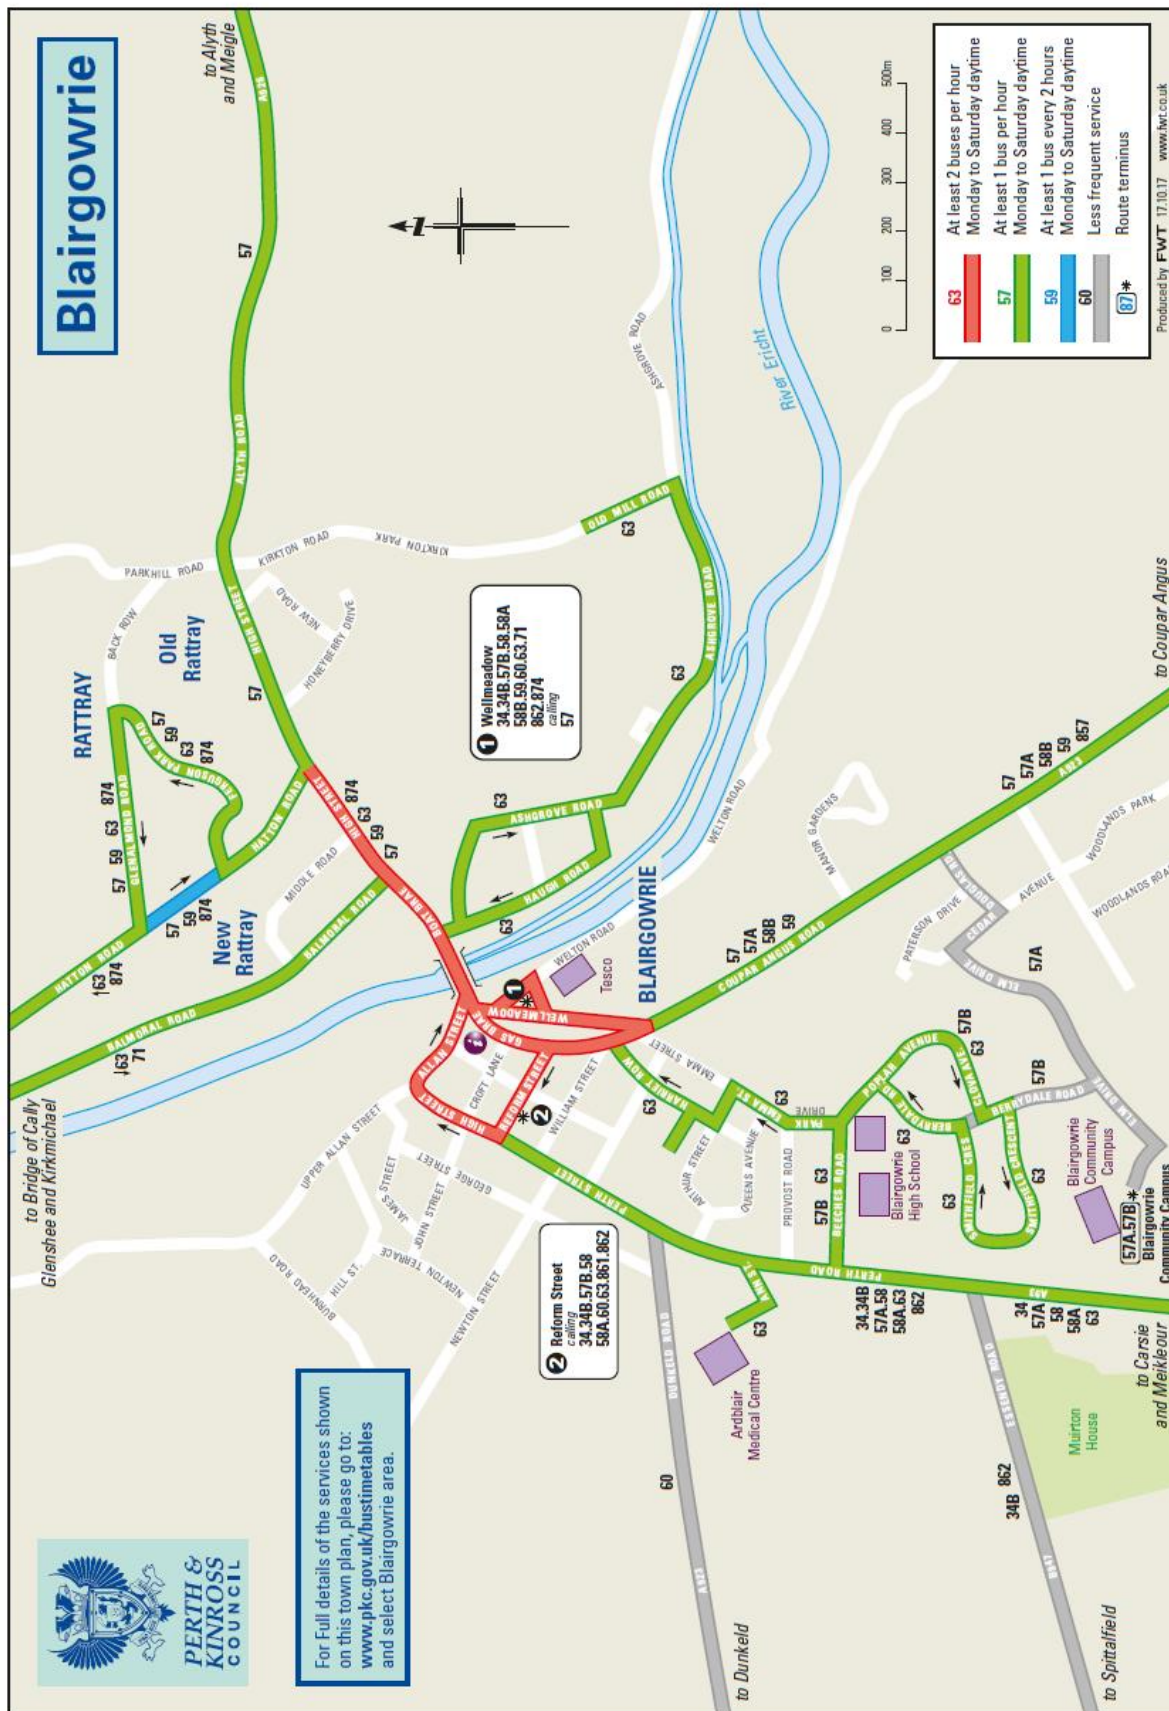 Blairgowrie
PERTH &
KINROSS
COUNCIL
For Full details of the services shown
on this town plan, please go to:
www.pkc.gov.uk/bustimetables
and select Blairgowrie area.
to Bridge of Cally
Glenshee and Kirkmichael
to Alyth
and Meigle
A926
57
ALYTH ROAD
HATTON ROAD
↑63
874
BALMORAL ROAD
↓63
71
BALMORAL ROAD
RATTRAY
Old
Rattray
New
Rattray
GLENALMOND ROAD
57 59 63 874
FERGUSON PARK ROAD
57
59
63
874
57
59
874
HATTON ROAD
BACK ROW
PARKHILL ROAD
KIRKTON ROAD
KIRKTON PARK
NEW ROAD
HONEYBERRY DRIVE
HIGH STREET
57
MIDDLE ROAD
HIGH STREET
57 59 63 874
BOAT BRAE
UPPER ALLAN STREET
ALLAN STREET
BURNHEAD ROAD
HILL ST.
JAMES STREET
JOHN STREET
NEWTON TERRACE
NEWTON STREET
GEORGE STREET
HIGH STREET
CROFT LANE
GAS BRAE
i
REFORM STREET
WILLIAM STREET
WELLMEADOW
1
*
2
*
WELTON ROAD
Tesco
BLAIRGOWRIE
WELTON ROAD
63
HAUGH ROAD
ASHGROVE ROAD
63
63
ASHGROVE ROAD
OLD MILL ROAD
63
ASHGROVE ROAD
River Ericht
1 Wellmeadow
34.34B.57B.58.58A
58B.59.60.63.71
862.874
calling
57
2 Reform Street
calling
34.34B.57B.58
58A.60.63.861.862
PERTH STREET
DUNKELD ROAD
60
A923
to Dunkeld
ANN ST.
63
Ardblair
Medical Centre
HARRIET ROW
63
EMMA STREET
EMMA ST.
63
ARTHUR STREET
QUEENS AVENUE
PROVOST ROAD
PARK
DRIVE
BEECHES ROAD
57B 63
PERTH ROAD
34.34B
57A.58
58A.63
862
Blairgowrie
High School
POPLAR AVENUE
BERRYDALE RD
63
CLOVA AVE.
57B
63
SMITHFIELD CRES
63
SMITHFIELD CRESCENT
63
BERRYDALE ROAD
57B
ELM DRIVE
57A
ELM DRIVE
CEDAR
AVENUE
DOUGLAS RD
PATERSON DRIVE
MANOR GARDENS
WOODLANDS PARK
WOODLANDS ROAD
COUPAR ANGUS ROAD
57
57A
58B
59
57
57A
58B
59
857
A923
to Coupar Angus
Blairgowrie
Community
Campus
57A.57B*
Blairgowrie
Community Campus
A93
34
57A
58
58A
63
to Carsie
and Meikleour
ESSENDY ROAD
34B 862
B947
to Spittalfield
Muirton
House
0 100 200 300 400 500m
63 At least 2 buses per hour
Monday to Saturday daytime
57 At least 1 bus per hour
Monday to Saturday daytime
59 At least 1 bus every 2 hours
Monday to Saturday daytime
60 Less frequent service
87* Route terminus
Produced by FWT 17.10.17 www.fwt.co.uk